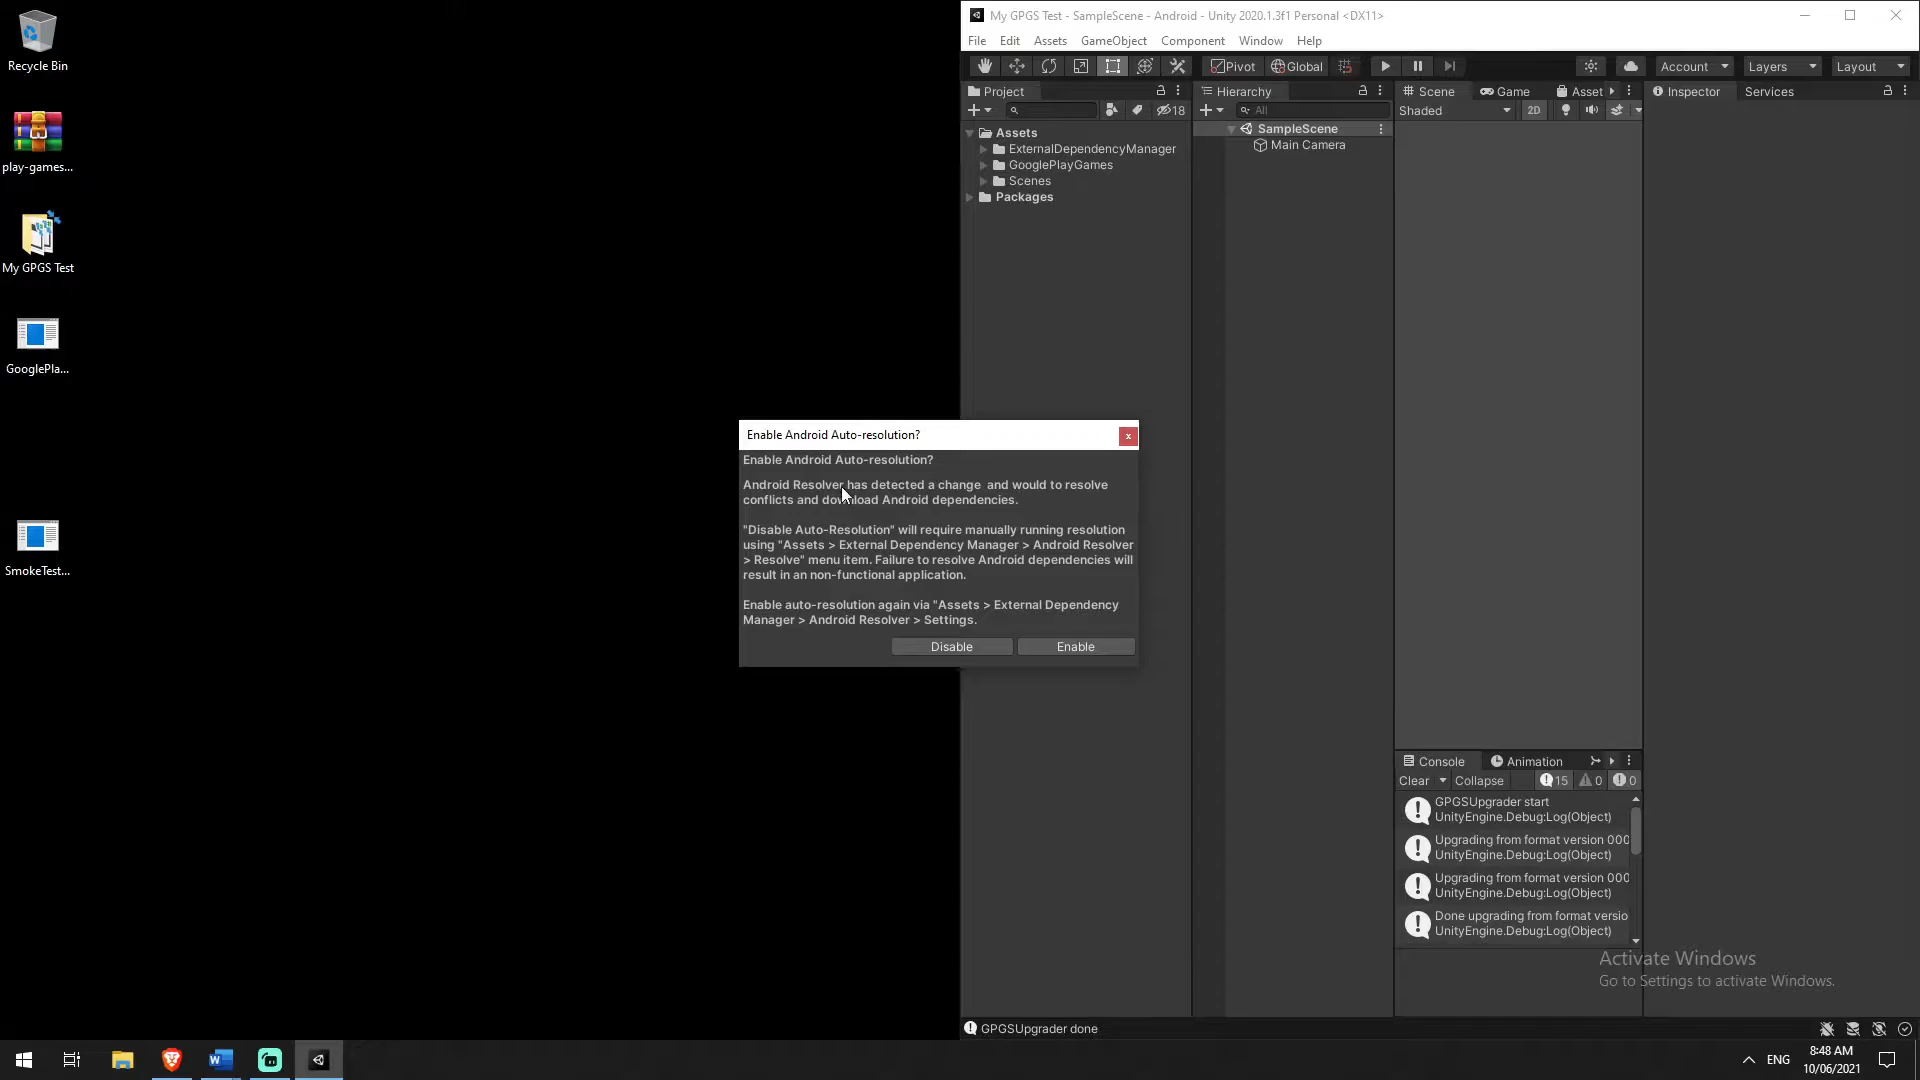 Recycle Bin
play-games...
My GPGS Test
GooglePla...
SmokeTest...
My GPGS Test - SampleScene - Android - Unity 2020.1.3f1 Personal <DX11>
File Edit Assets GameObject Component Window Help
Pivot Global Account Layers Layout
Project
18
Assets
ExternalDependencyManager
GooglePlayGames
Scenes
Packages
Hierarchy
All
SampleScene
Main Camera
Scene Game Asset
Shaded 2D
Inspector Services
Enable Android Auto-resolution?
Enable Android Auto-resolution?
Android Resolver has detected a change and would to resolve
conflicts and download Android dependencies.
"Disable Auto-Resolution" will require manually running resolution
using "Assets > External Dependency Manager > Android Resolver
> Resolve" menu item. Failure to resolve Android dependencies will
result in an non-functional application.
Enable auto-resolution again via "Assets > External Dependency
Manager > Android Resolver > Settings.
Disable Enable
Console Animation
Clear Collapse 15 0 0
GPGSUpgrader start
UnityEngine.Debug:Log(Object)
Upgrading from format version 000
UnityEngine.Debug:Log(Object)
Upgrading from format version 000
UnityEngine.Debug:Log(Object)
Done upgrading from format versio
UnityEngine.Debug:Log(Object)
Activate Windows
Go to Settings to activate Windows.
GPGSUpgrader done
ENG
8:48 AM
10/06/2021